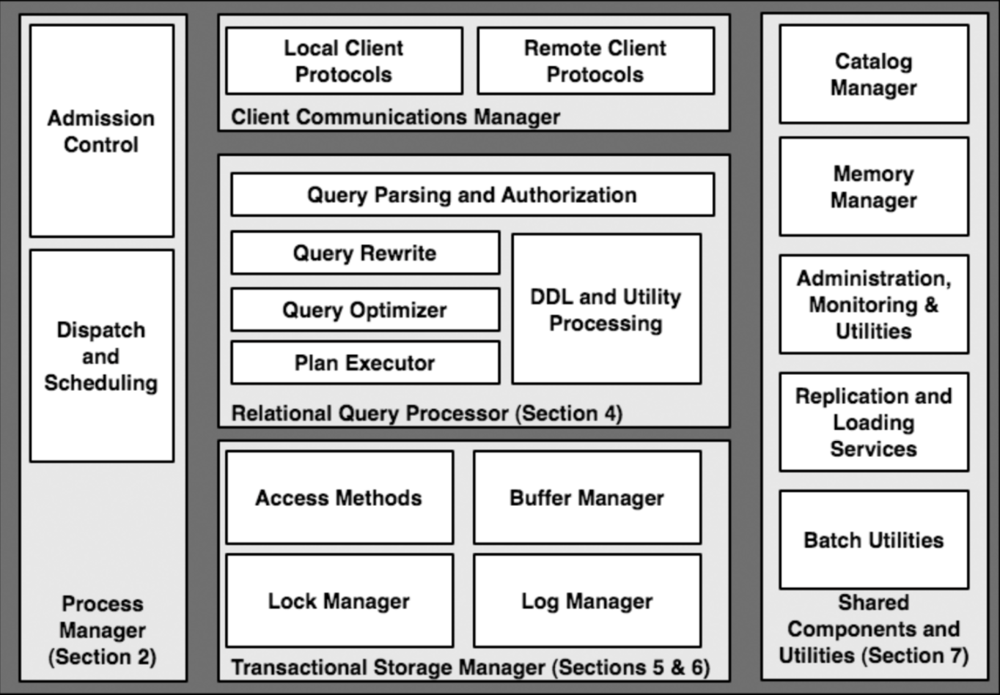 Admission
Control
Dispatch
and
Scheduling
Process
Manager
(Section 2)
Local Client
Protocols
Remote Client
Protocols
Client Communications Manager
Query Parsing and Authorization
Query Rewrite
Query Optimizer
Plan Executor
DDL and Utility
Processing
Relational Query Processor (Section 4)
Access Methods
Buffer Manager
Lock Manager
Log Manager
Transactional Storage Manager (Sections 5 & 6)
Catalog
Manager
Memory
Manager
Administration,
Monitoring &
Utilities
Replication and
Loading
Services
Batch Utilities
Shared
Components and
Utilities (Section 7)